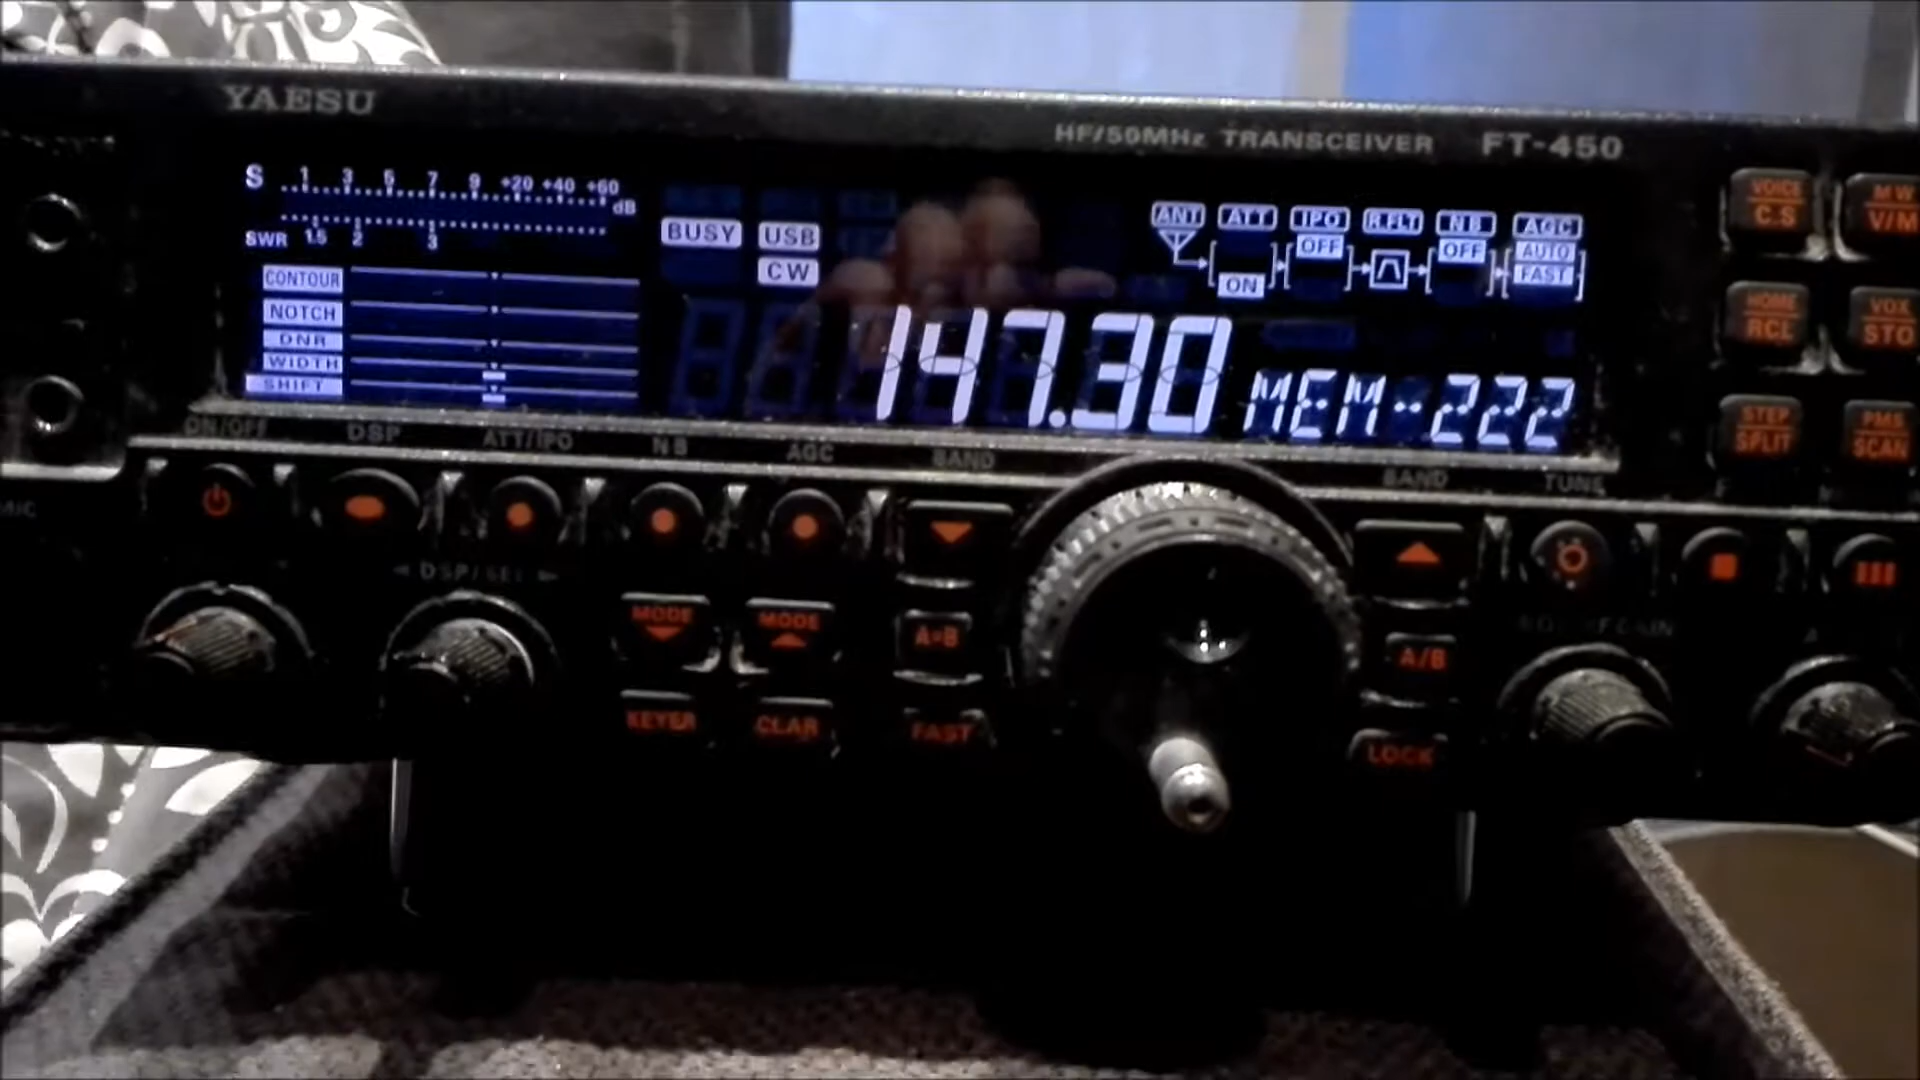 YAESU
HF/50MHz TRANSCEIVER FT-450
S 1 3 5 7 9 +20 +40 +60 dB
SWR 1.5 2 3
BUSY USB
CW
ANT ATT IPO R.FLT NB AGC
OFF OFF AUTO
ON FAST
CONTOUR
NOTCH
DNR
WIDTH
SHIFT
147.30 MEM-222
VOICE
C.S
MW
V/M
HOME
RCL
VOX
STO
STEP
SPLIT
PMS
SCAN
ON/OFF DSP ATT/IPO NB AGC BAND BAND TUNE F
MIC
DSP/SEL
MODE MODE
A=B A/B
KEYER CLAR FAST LOCK